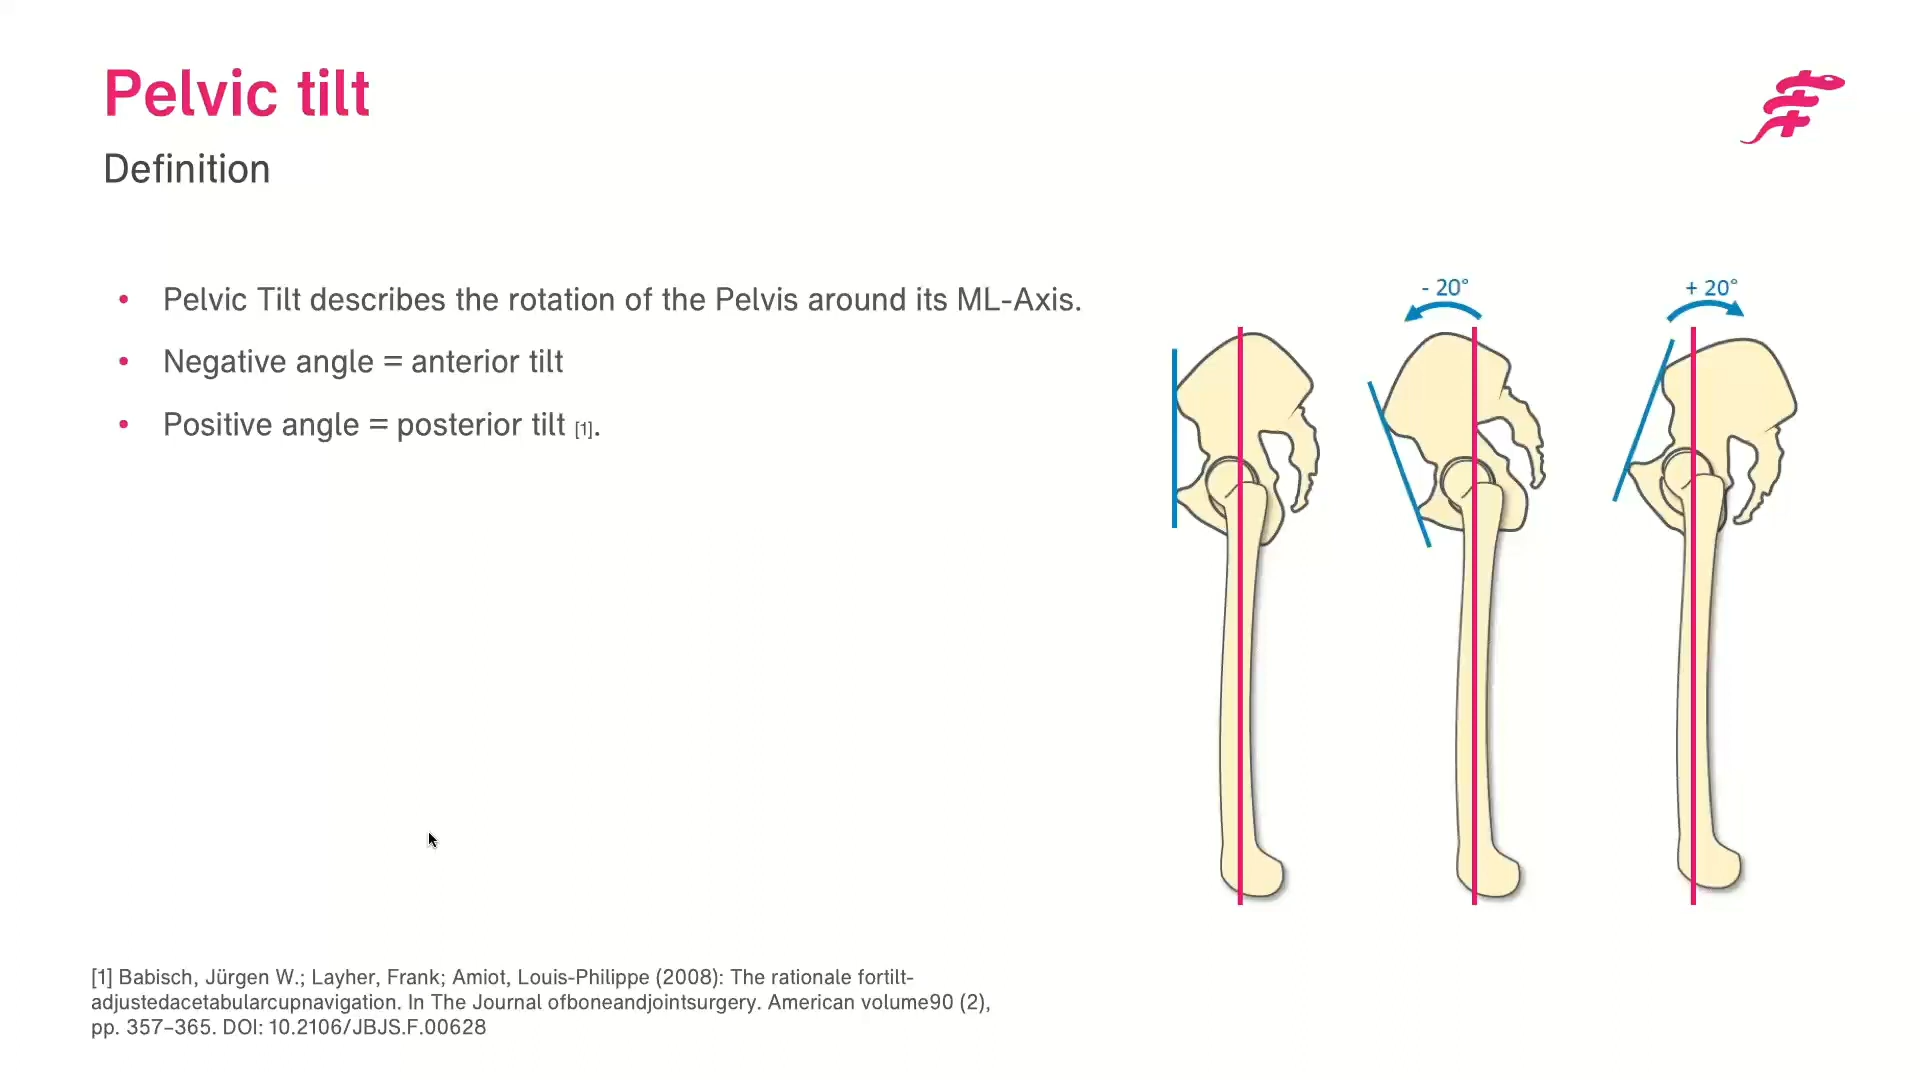 Pelvic tilt
Definition
• Pelvic Tilt describes the rotation of the Pelvis around its ML-Axis.
• Negative angle = anterior tilt
• Positive angle = posterior tilt [1].
- 20°
+ 20°
[1] Babisch, Jürgen W.; Layher, Frank; Amiot, Louis-Philippe (2008): The rationale fortilt-
adjustedacetabularcupnavigation. In The Journal ofboneandjointsurgery. American volume90 (2),
pp. 357–365. DOI: 10.2106/JBJS.F.00628